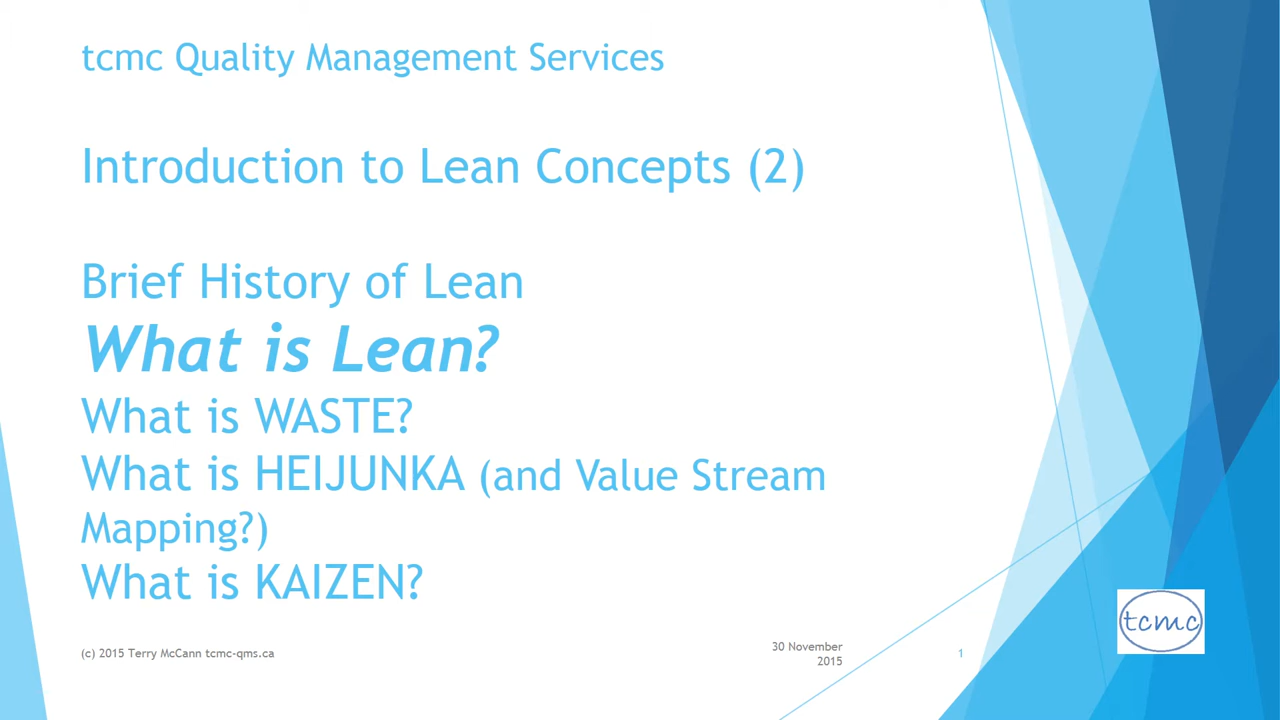 tcmc Quality Management Services
Introduction to Lean Concepts (2)
Brief History of Lean
What is Lean?
What is WASTE?
What is HEIJUNKA (and Value Stream
Mapping?)
What is KAIZEN?
tcmc
(c) 2015 Terry McCann tcmc-qms.ca
30 November
2015
1